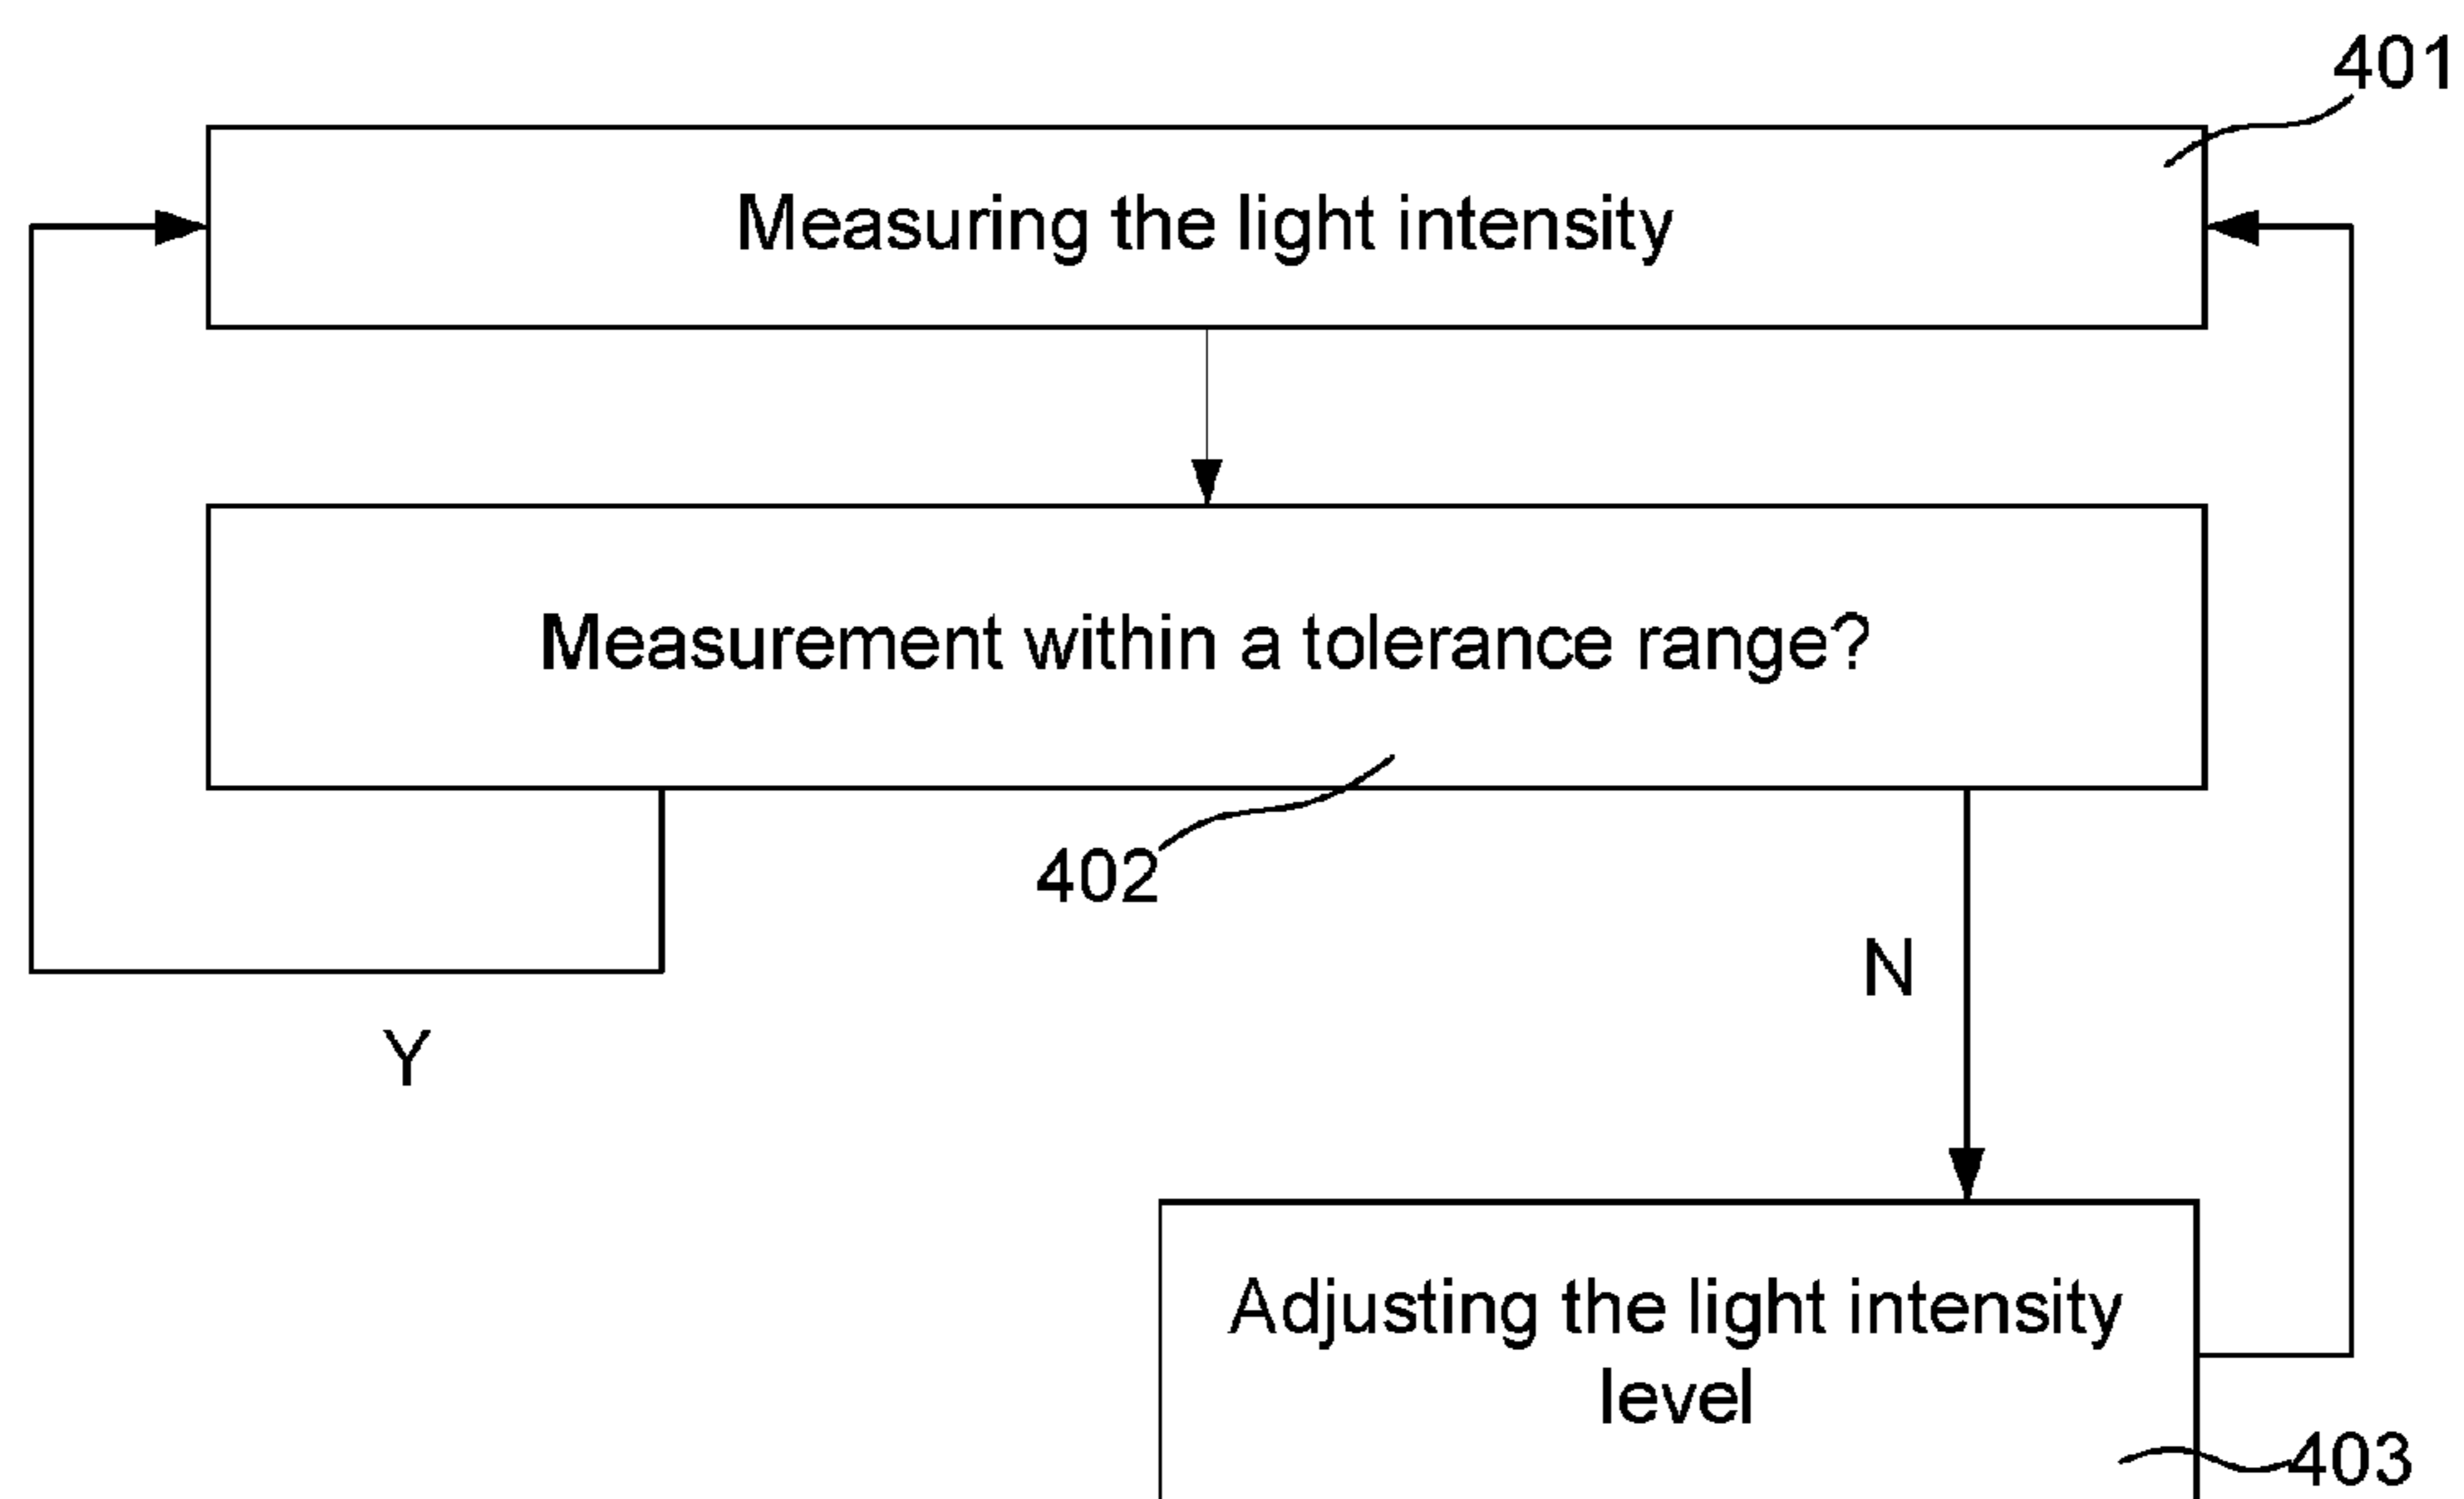 401
Measuring the light intensity
Measurement within a tolerance range?
402
N
Y
Adjusting the light intensity
level
403